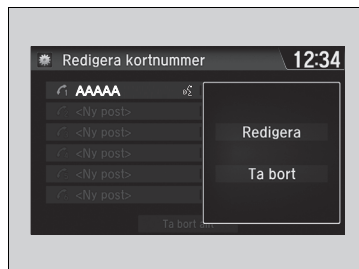 Redigera kortnummer
12:34
AAAAA
<Ny post>
<Ny post>
<Ny post>
<Ny post>
<Ny post>
Redigera
Ta bort
Ta bort